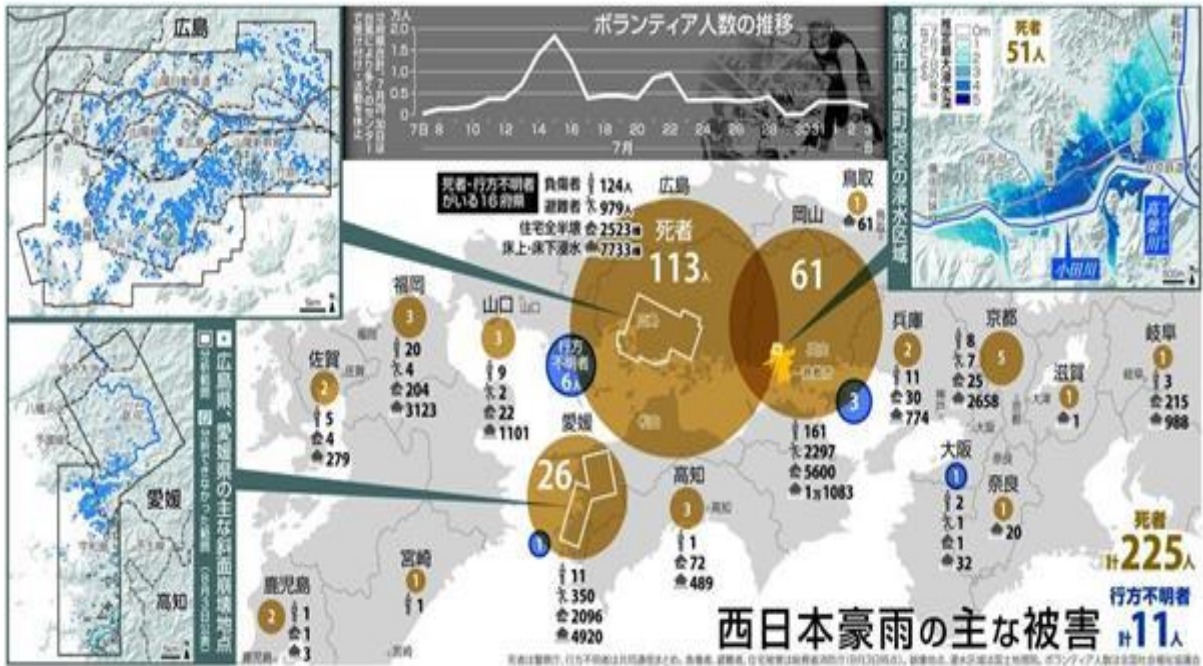 広島
5km
ボランティア人数の推移
万人
2.0
1.5
1.0
0.5
0
7日 8 10 12 14 16 18 20 22 24 26 28 30 31 1 2 3
7月
倉敷市真備町地区の浸水区域
死者
51人
0m
1
2
3
4
5
総社市
高梁川
小田川
500m
死者・行方不明者
がいる16府県
負傷者 124人
避難者 979人
住宅全半壊 2523棟
床上・床下浸水 7733棟
広島
死者
113人
行方
不明者
6人
岡山
61
3
161
2297
5600
1万1083
鳥取
1
61
福岡
3
20
4
204
3123
山口
3
9
2
22
1101
佐賀
2
5
4
279
兵庫
2
11
30
774
京都
5
8
7
25
2658
滋賀
1
1
岐阜
1
3
215
988
愛媛
26
1
11
350
2096
4920
高知
3
1
72
489
大阪
1
2
1
1
32
奈良
1
20
宮崎
1
1
鹿児島
2
1
1
3
広島県、愛媛県の主な斜面崩壊地点
愛媛
高知
死者
計225人
行方不明者
計11人
西日本豪雨の主な被害